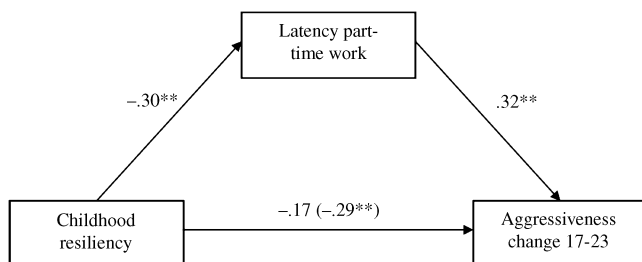 Latency part-
time work
–.30**
.32**
–.17 (–.29**)
Childhood
resiliency
Aggressiveness
change 17-23